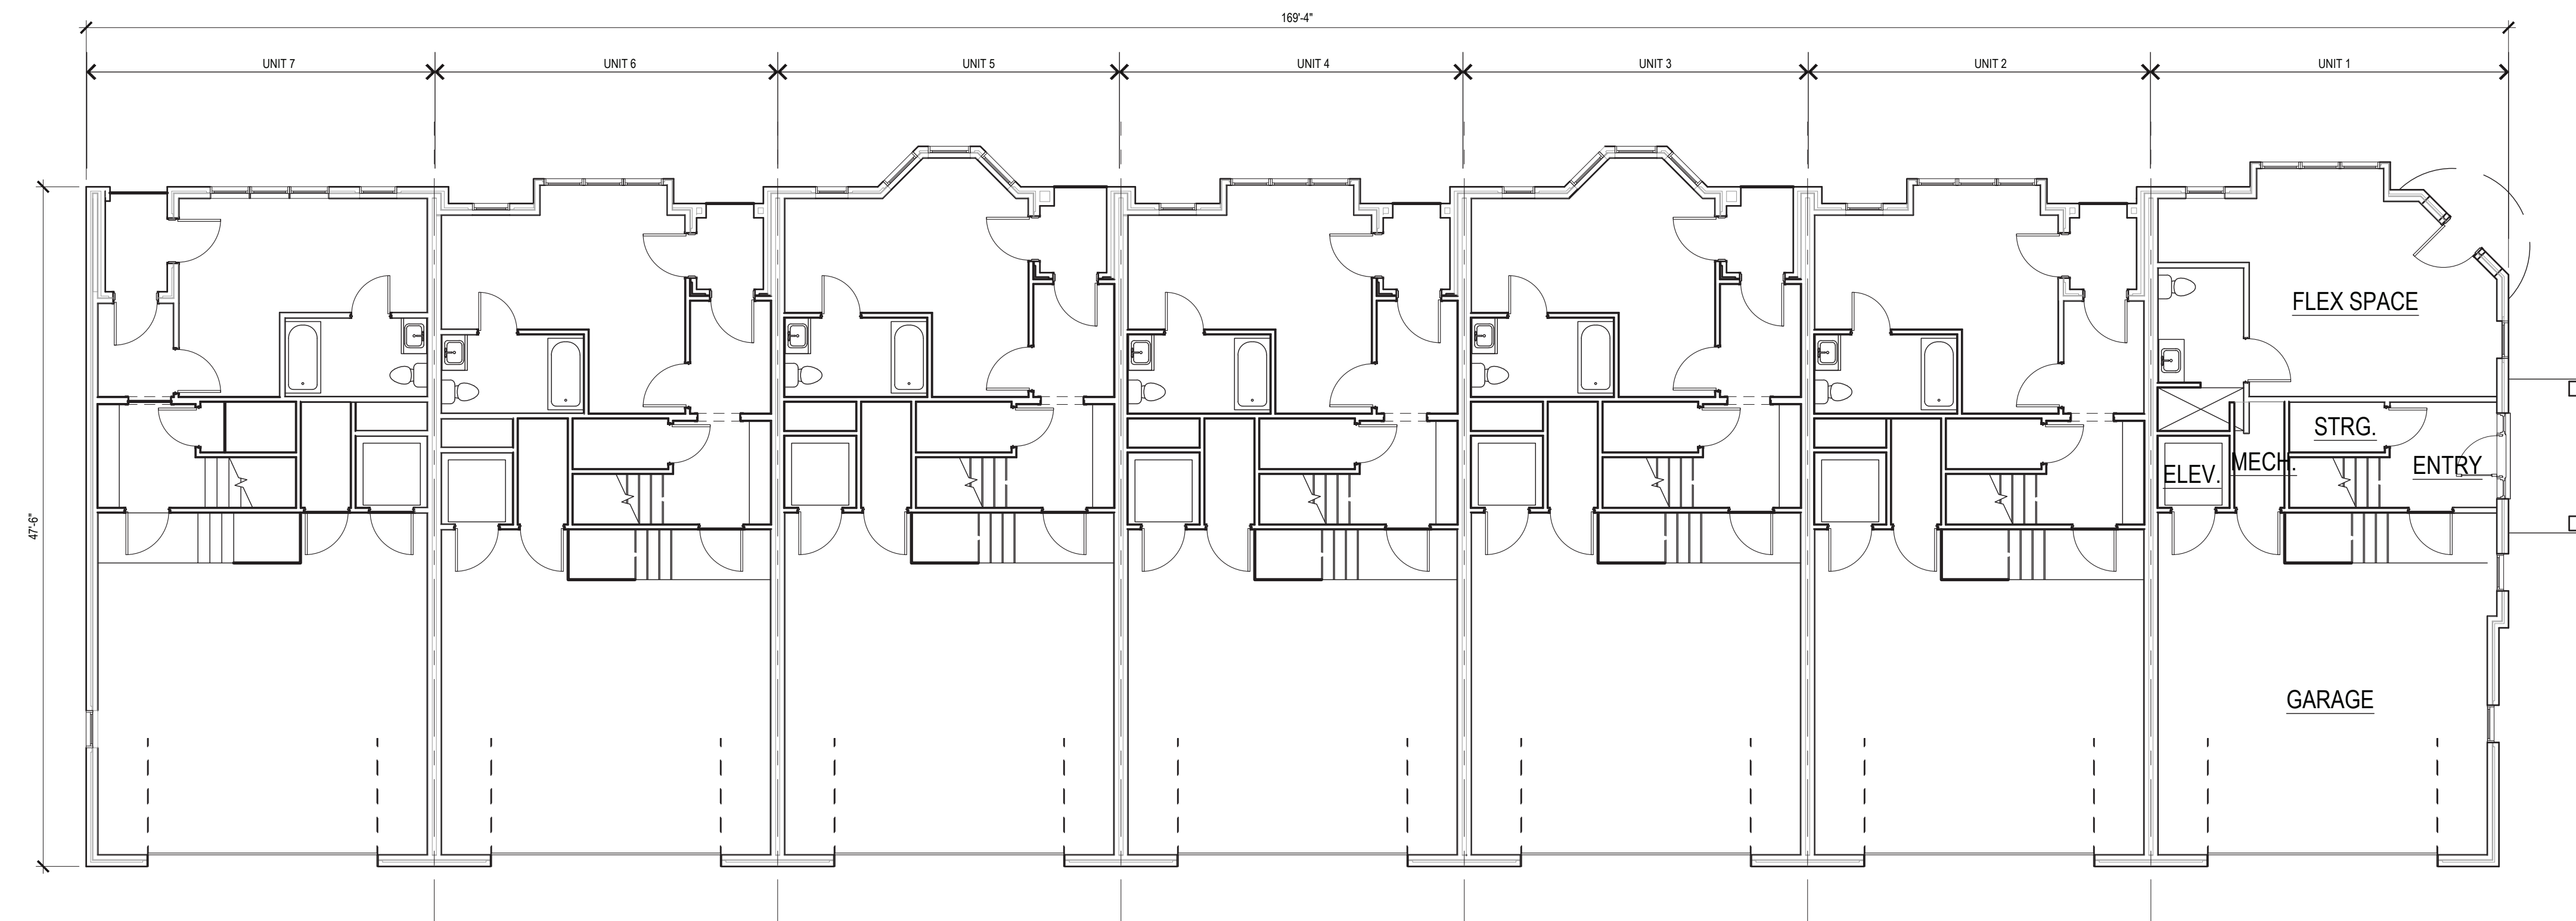 169'-4"
UNIT 7
UNIT 6
UNIT 5
UNIT 4
UNIT 3
UNIT 2
UNIT 1
FLEX SPACE
STRG.
ELEV.
MECH.
ENTRY
47'-6"
GARAGE